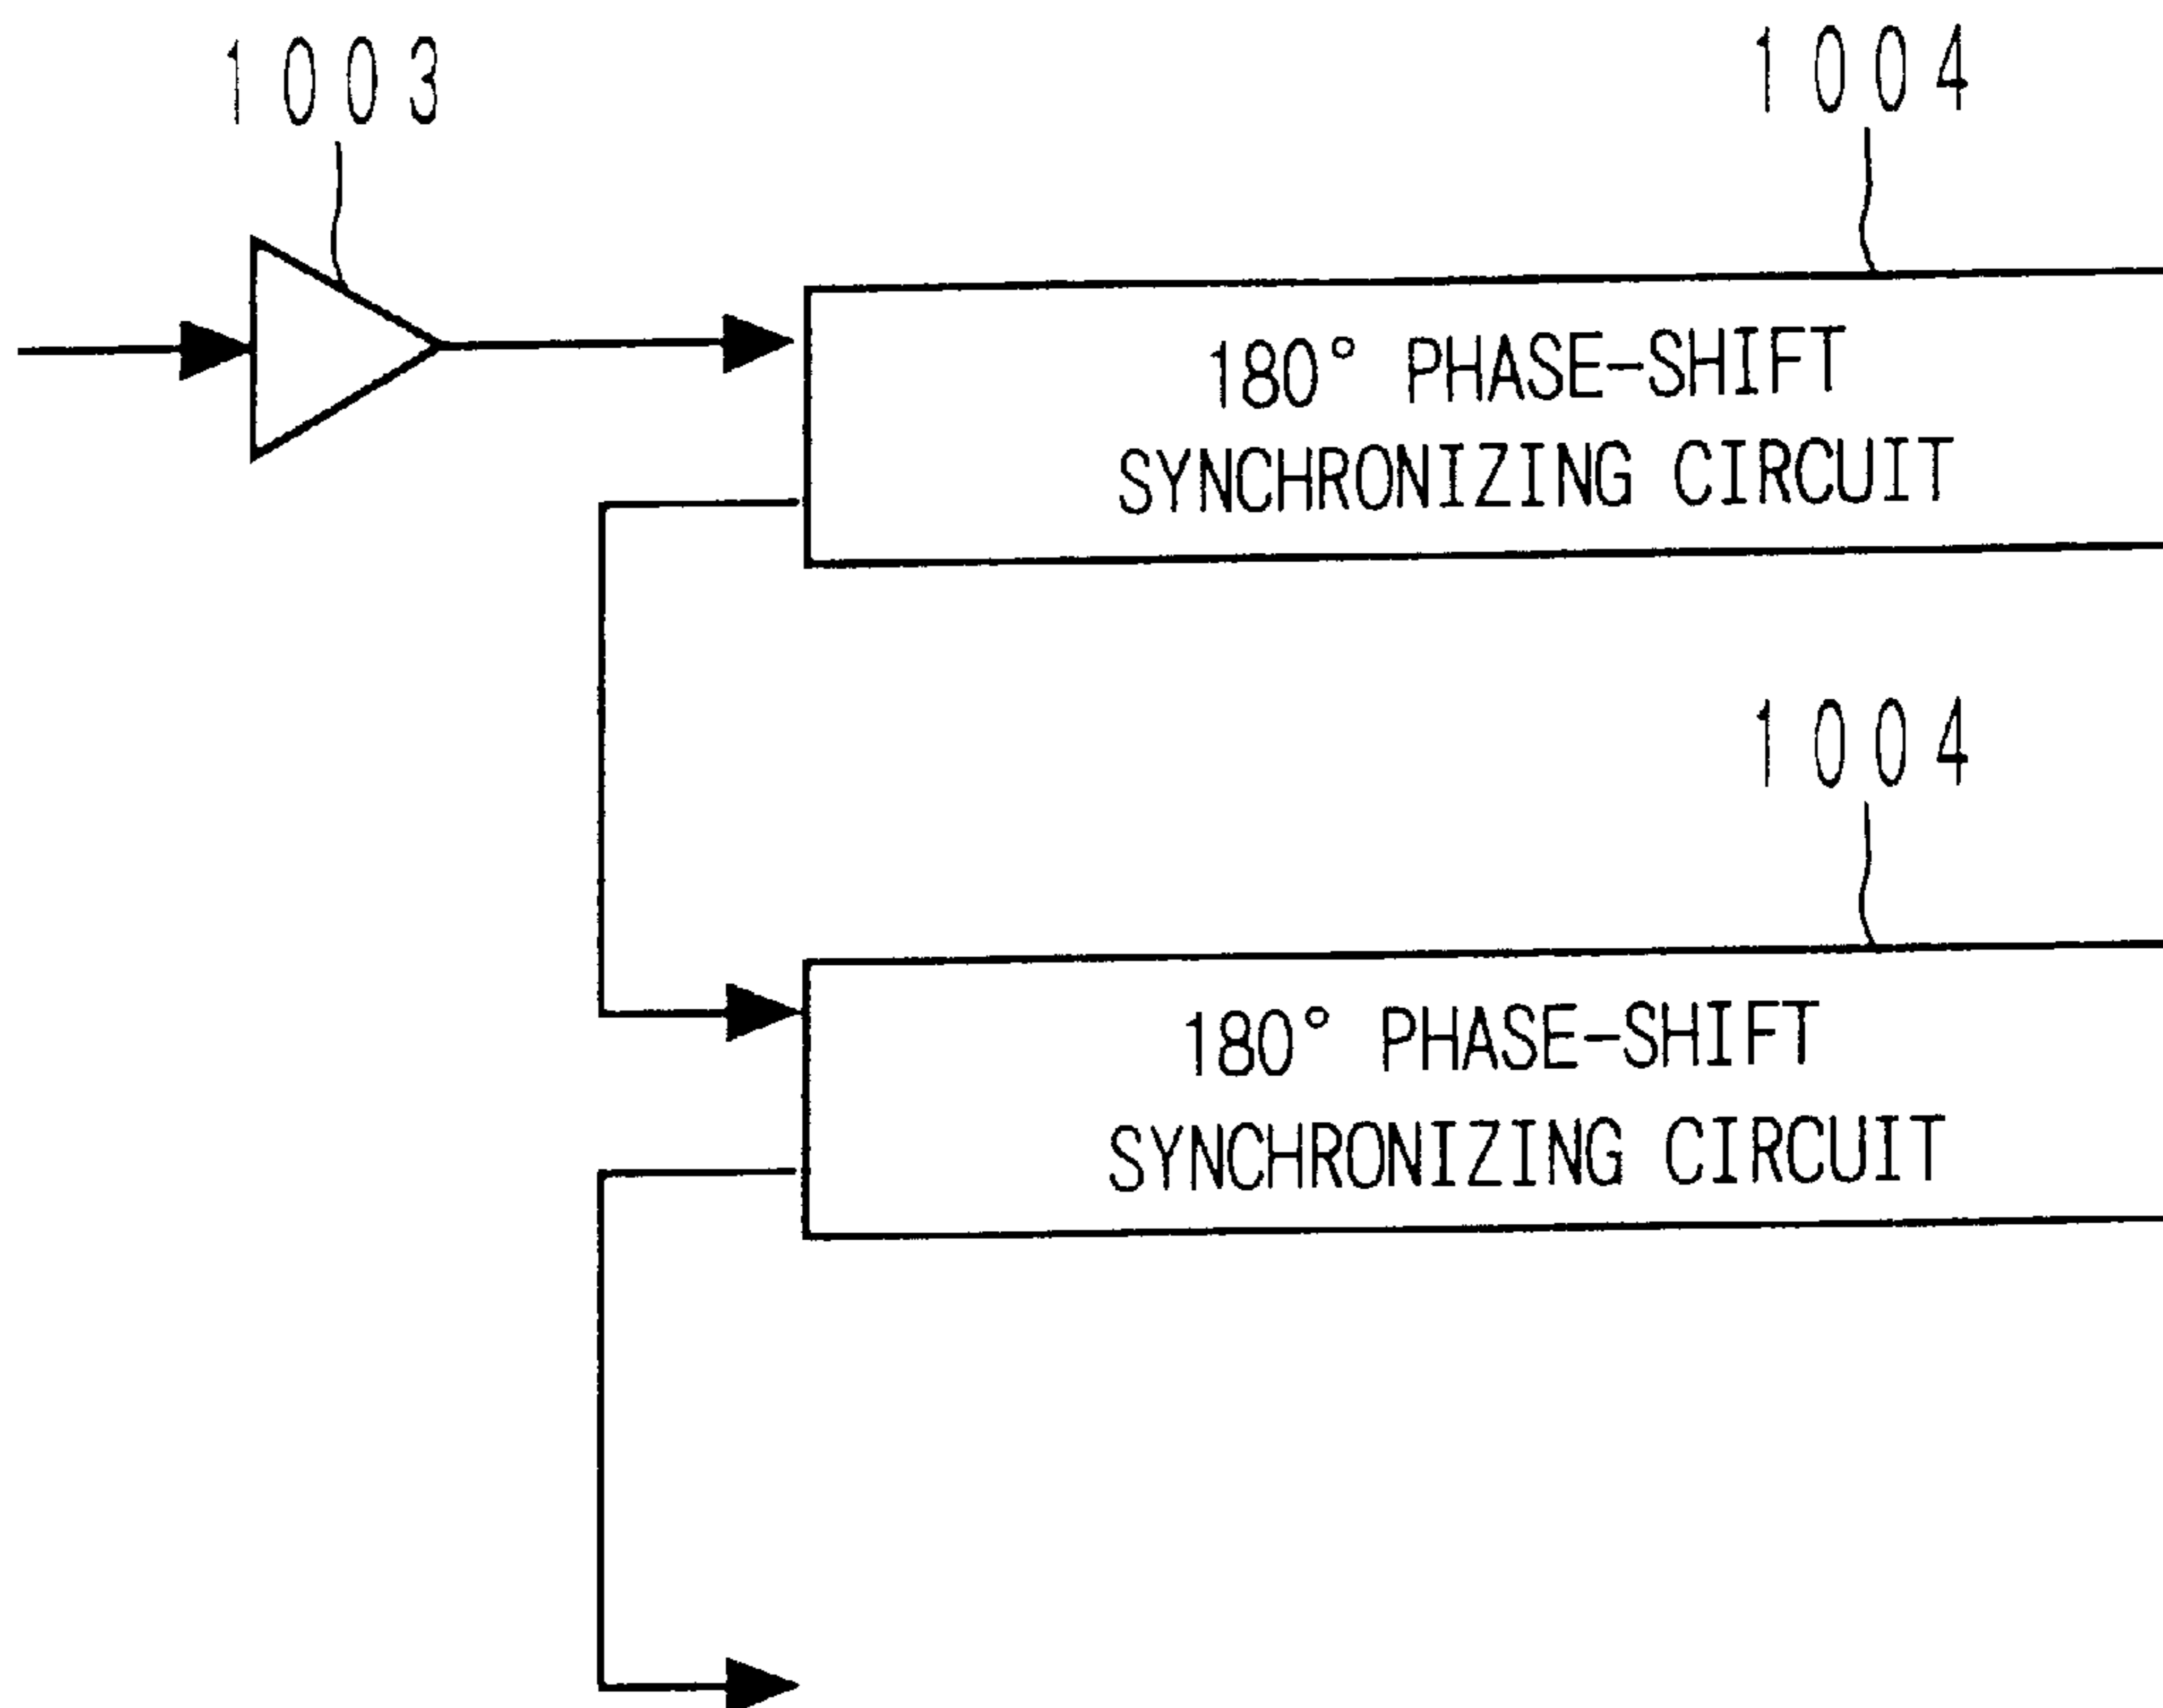 1003
1004
180° PHASE-SHIFT
SYNCHRONIZING CIRCUIT
1004
180° PHASE-SHIFT
SYNCHRONIZING CIRCUIT